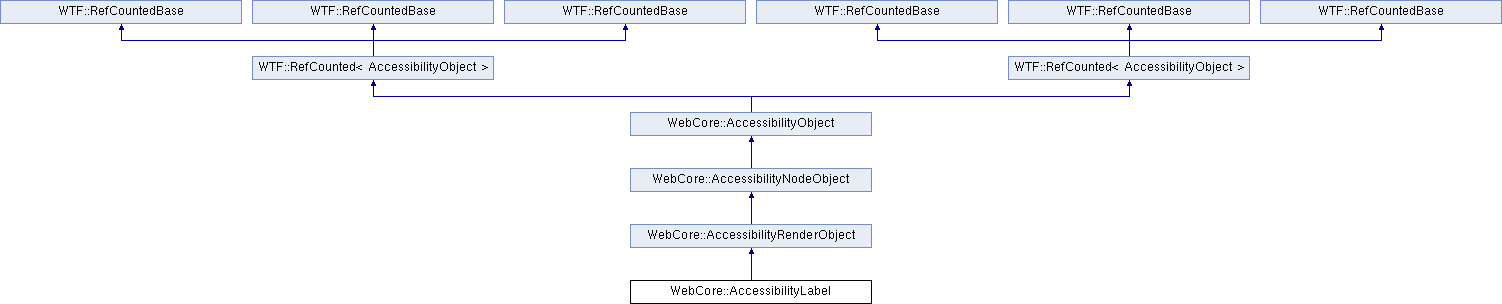 WTF::RefCountedBase
WTF::RefCountedBase
WTF::RefCountedBase
WTF::RefCountedBase
WTF::RefCountedBase
WTF::RefCountedBase
WTF::RefCounted< AccessibilityObject >
WTF::RefCounted< AccessibilityObject >
WebCore::AccessibilityObject
WebCore::AccessibilityNodeObject
WebCore::AccessibilityRenderObject
WebCore::AccessibilityLabel